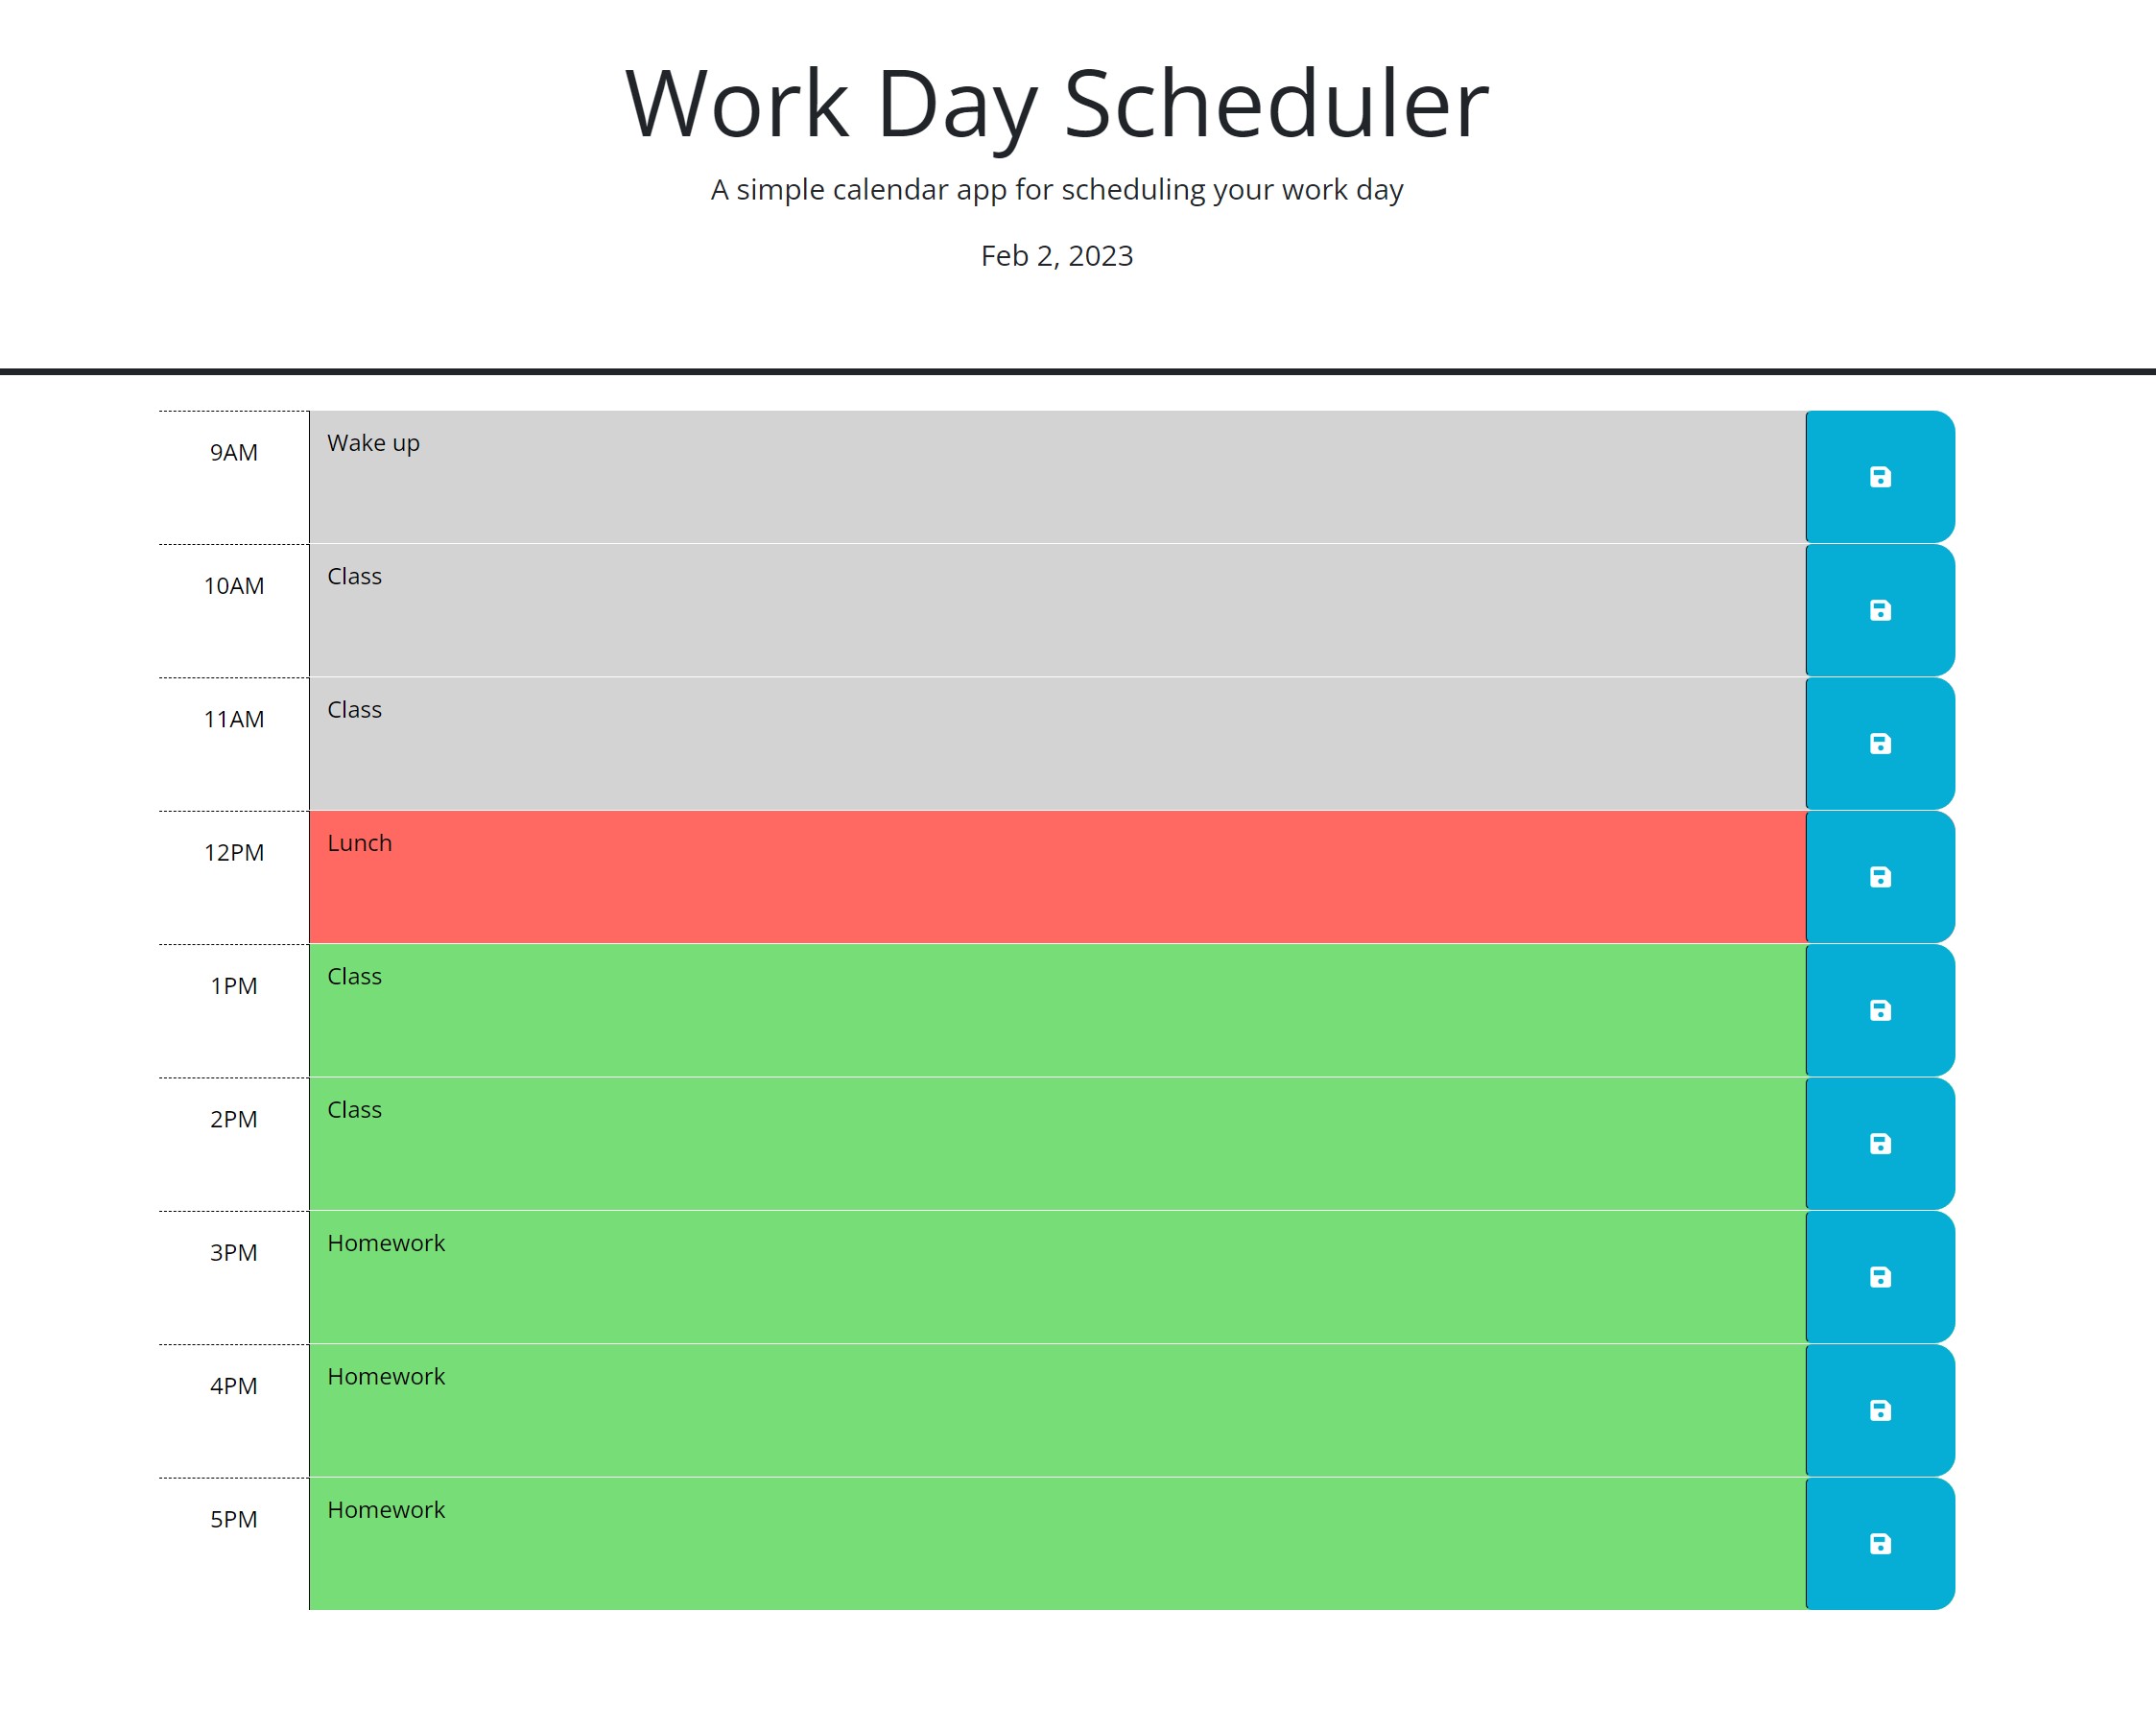 Work Day Scheduler
A simple calendar app for scheduling your work day
Feb 2, 2023
9AM Wake up
10AM Class
11AM Class
12PM Lunch
1PM Class
2PM Class
3PM Homework
4PM Homework
5PM Homework